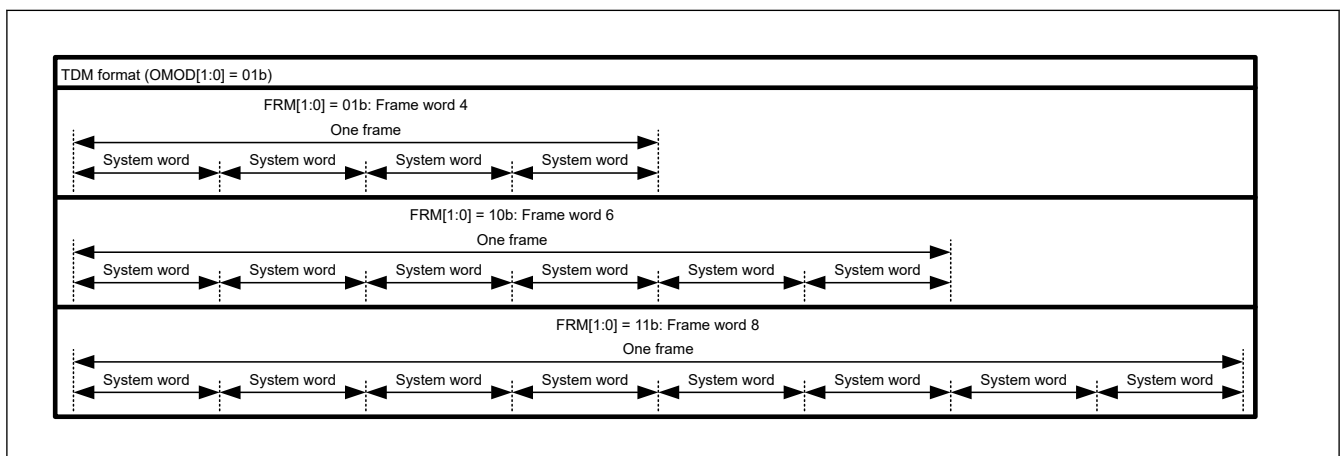 TDM format (OMOD[1:0] = 01b)
FRM[1:0] = 01b: Frame word 4
One frame
System word System word System word System word
FRM[1:0] = 10b: Frame word 6
One frame
System word System word System word System word System word System word
FRM[1:0] = 11b: Frame word 8
One frame
System word System word System word System word System word System word System word System word